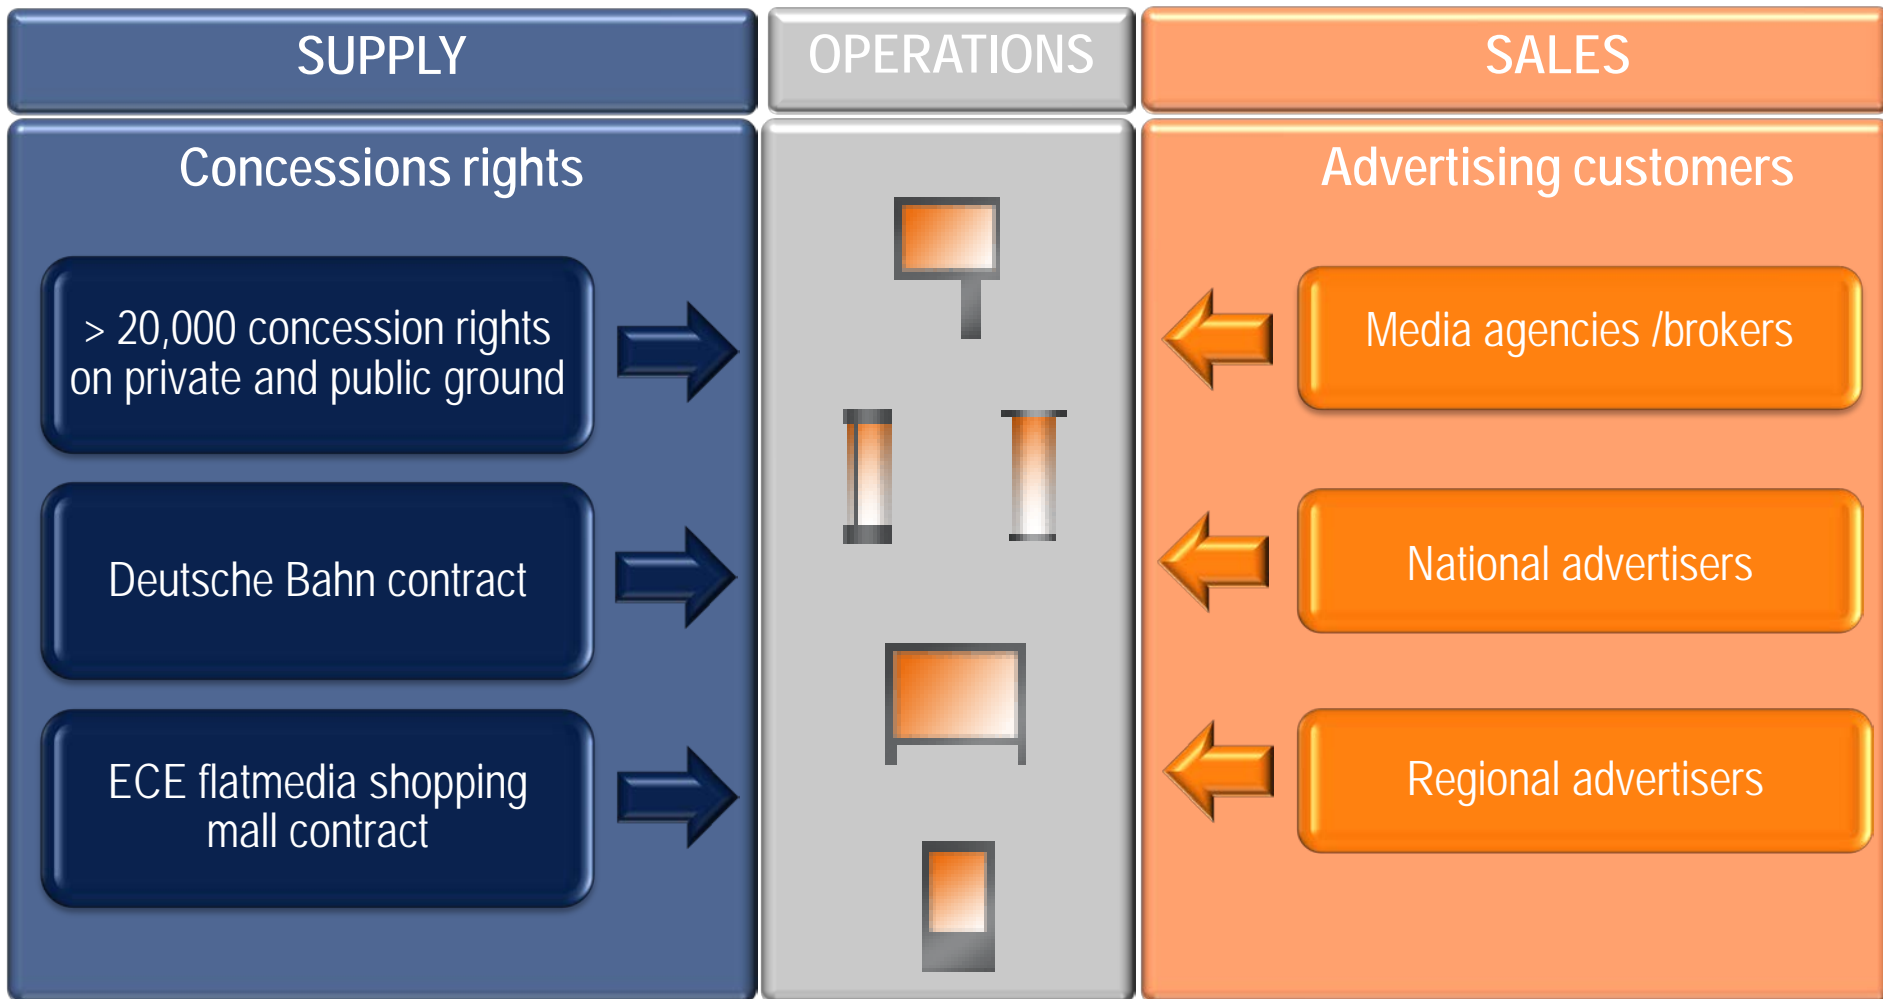 SUPPLY
OPERATIONS
SALES
Concessions rights
> 20,000 concession rights
on private and public ground
Deutsche Bahn contract
ECE flatmedia shopping
mall contract
Advertising customers
Media agencies /brokers
National advertisers
Regional advertisers